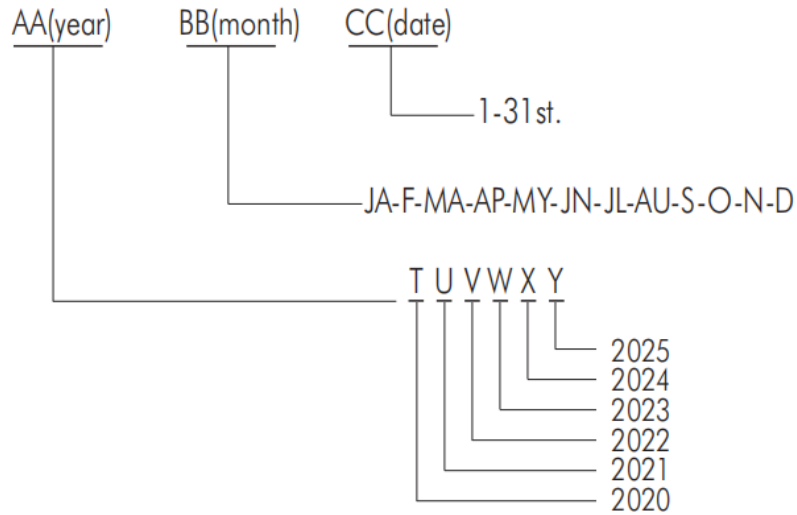 AA(year) BB(month) CC(date)
1-31st.
JA-F-MA-AP-MY-JN-JL-AU-S-O-N-D
T U V W X Y
2025
2024
2023
2022
2021
2020